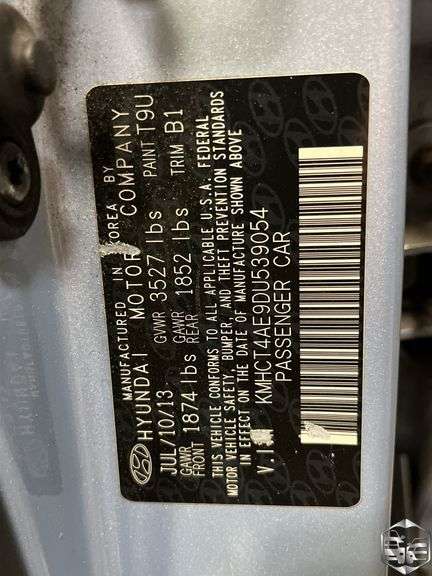 MANUFACTURED IN KOREA BY
HYUNDAI MOTOR COMPANY
JUL/10/13 GVWR 3527 lbs PAINT T9U
GAWR FRONT 1874 lbs GAWR REAR 1852 lbs TRIM B1
THIS VEHICLE CONFORMS TO ALL APPLICABLE U.S.A. FEDERAL
MOTOR VEHICLE SAFETY, BUMPER, AND THEFT PREVENTION STANDARDS
IN EFFECT ON THE DATE OF MANUFACTURE SHOWN ABOVE
V.I KMHCT4AE9DU539054
PASSENGER CAR